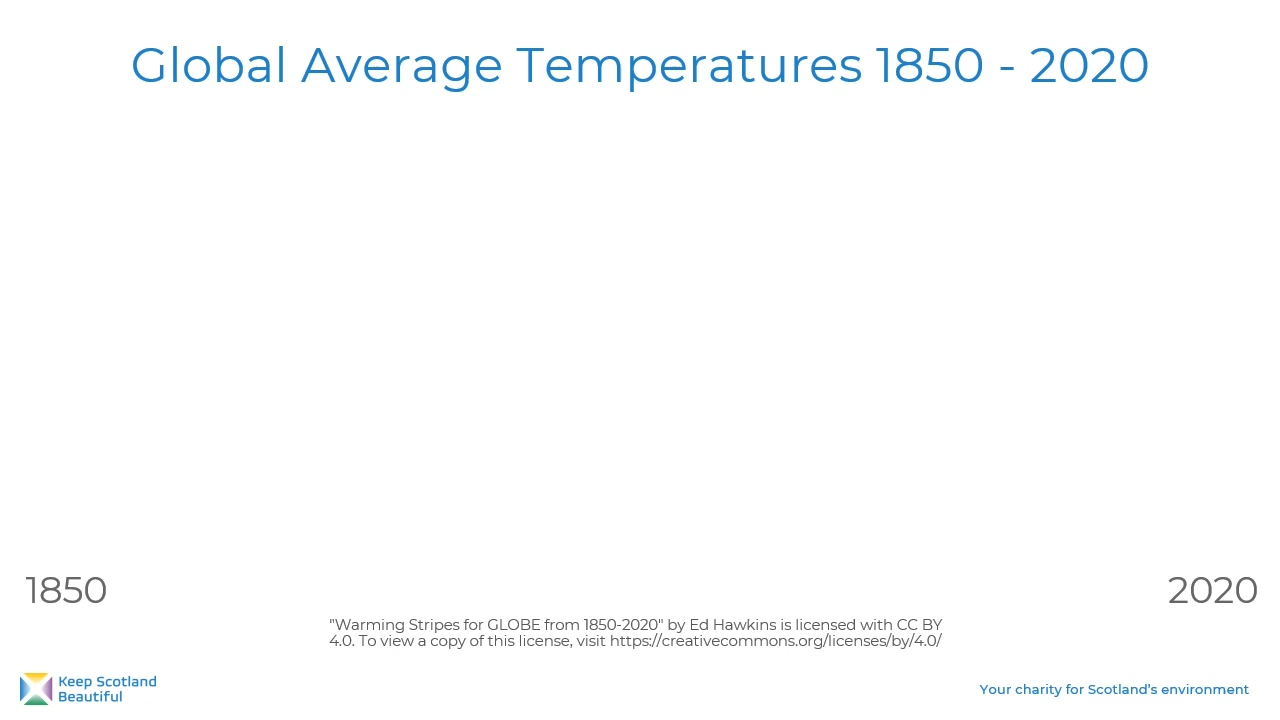 Global Average Temperatures 1850 - 2020
1850
2020
"Warming Stripes for GLOBE from 1850-2020" by Ed Hawkins is licensed with CC BY
4.0. To view a copy of this license, visit https://creativecommons.org/licenses/by/4.0/
Keep Scotland
Beautiful
Your charity for Scotland's environment